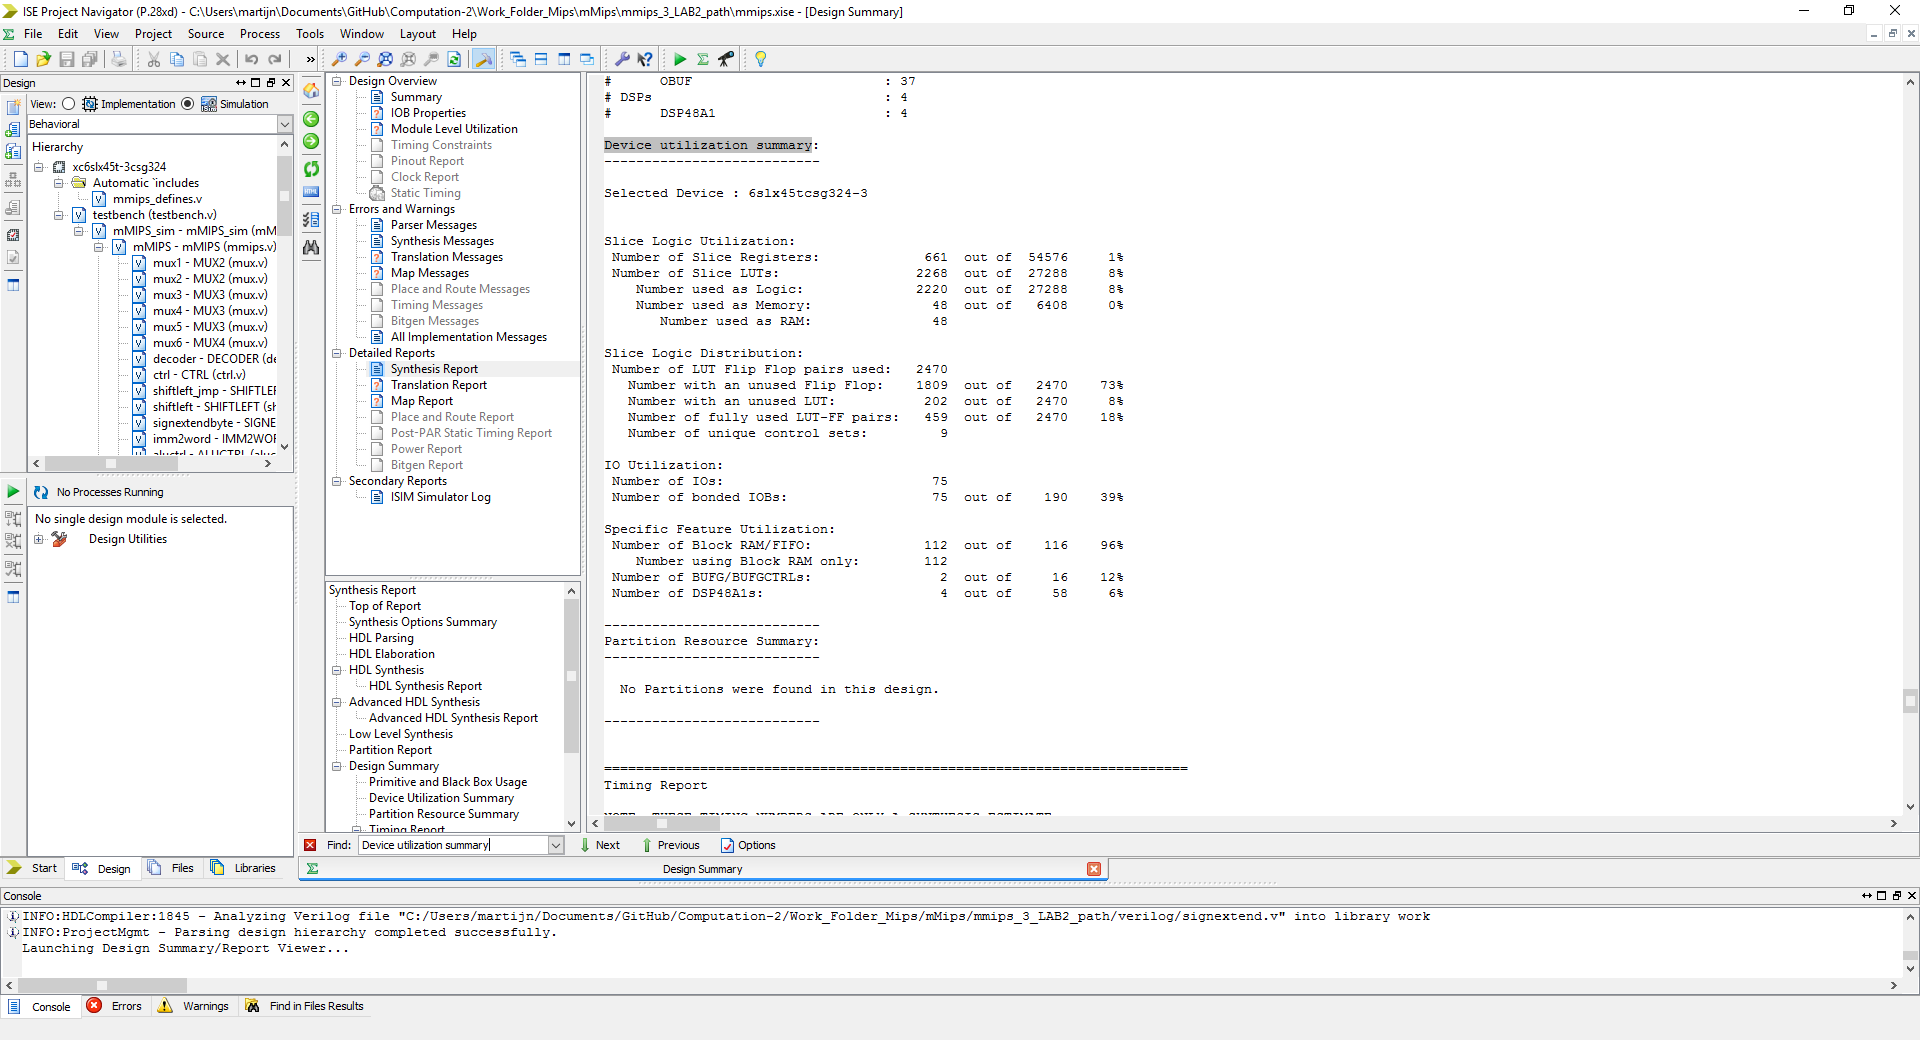 ISE Project Navigator (P.28xd) - C:\Users\martijn\Documents\GitHub\Computation-2\Work_Folder_Mips\mMips\mmips_3_LAB2_path\mmips.xise - [Design Summary]
File Edit View Project Source Process Tools Window Layout Help
Design
View: Implementation Simulation
Behavioral
Hierarchy
xc6slx45t-3csg324
Automatic `includes
mmips_defines.v
testbench (testbench.v)
mMIPS_sim - mMIPS_sim (mM
mMIPS - mMIPS (mmips.v)
mux1 - MUX2 (mux.v)
mux2 - MUX2 (mux.v)
mux3 - MUX3 (mux.v)
mux4 - MUX3 (mux.v)
mux5 - MUX3 (mux.v)
mux6 - MUX4 (mux.v)
decoder - DECODER (de
ctrl - CTRL (ctrl.v)
shiftleft_jmp - SHIFTLEF
shiftleft - SHIFTLEFT (sh
signextendbyte - SIGNE
imm2word - IMM2WOF
aluctrl - ALUCTRL (aluc
No Processes Running
No single design module is selected.
Design Utilities
Start Design Files Libraries
Design Overview
Summary
IOB Properties
Module Level Utilization
Timing Constraints
Pinout Report
Clock Report
Static Timing
Errors and Warnings
Parser Messages
Synthesis Messages
Translation Messages
Map Messages
Place and Route Messages
Timing Messages
Bitgen Messages
All Implementation Messages
Detailed Reports
Synthesis Report
Translation Report
Map Report
Place and Route Report
Post-PAR Static Timing Report
Power Report
Bitgen Report
Secondary Reports
ISIM Simulator Log
Synthesis Report
Top of Report
Synthesis Options Summary
HDL Parsing
HDL Elaboration
HDL Synthesis
HDL Synthesis Report
Advanced HDL Synthesis
Advanced HDL Synthesis Report
Low Level Synthesis
Partition Report
Design Summary
Primitive and Black Box Usage
Device Utilization Summary
Partition Resource Summary
Timing Report
# OBUF : 37
# DSPs : 4
# DSP48A1 : 4
Device utilization summary:
---------------------------
Selected Device : 6slx45tcsg324-3
Slice Logic Utilization:
Number of Slice Registers: 661 out of 54576 1%
Number of Slice LUTs: 2268 out of 27288 8%
Number used as Logic: 2220 out of 27288 8%
Number used as Memory: 48 out of 6408 0%
Number used as RAM: 48
Slice Logic Distribution:
Number of LUT Flip Flop pairs used: 2470
Number with an unused Flip Flop: 1809 out of 2470 73%
Number with an unused LUT: 202 out of 2470 8%
Number of fully used LUT-FF pairs: 459 out of 2470 18%
Number of unique control sets: 9
IO Utilization:
Number of IOs: 75
Number of bonded IOBs: 75 out of 190 39%
Specific Feature Utilization:
Number of Block RAM/FIFO: 112 out of 116 96%
Number using Block RAM only: 112
Number of BUFG/BUFGCTRLs: 2 out of 16 12%
Number of DSP48A1s: 4 out of 58 6%
---------------------------
Partition Resource Summary:
---------------------------
No Partitions were found in this design.
---------------------------
=========================================================================
Timing Report
NOTE: THESE TIMING NUMBERS ARE ONLY A SYNTHESIS ESTIMATE.
Find: Device utilization summary Next Previous Options
Design Summary
Console
INFO:HDLCompiler:1845 - Analyzing Verilog file "C:/Users/martijn/Documents/GitHub/Computation-2/Work_Folder_Mips/mMips/mmips_3_LAB2_path/verilog/signextend.v" into library work
INFO:ProjectMgmt - Parsing design hierarchy completed successfully.
Launching Design Summary/Report Viewer...
Console Errors Warnings Find in Files Results